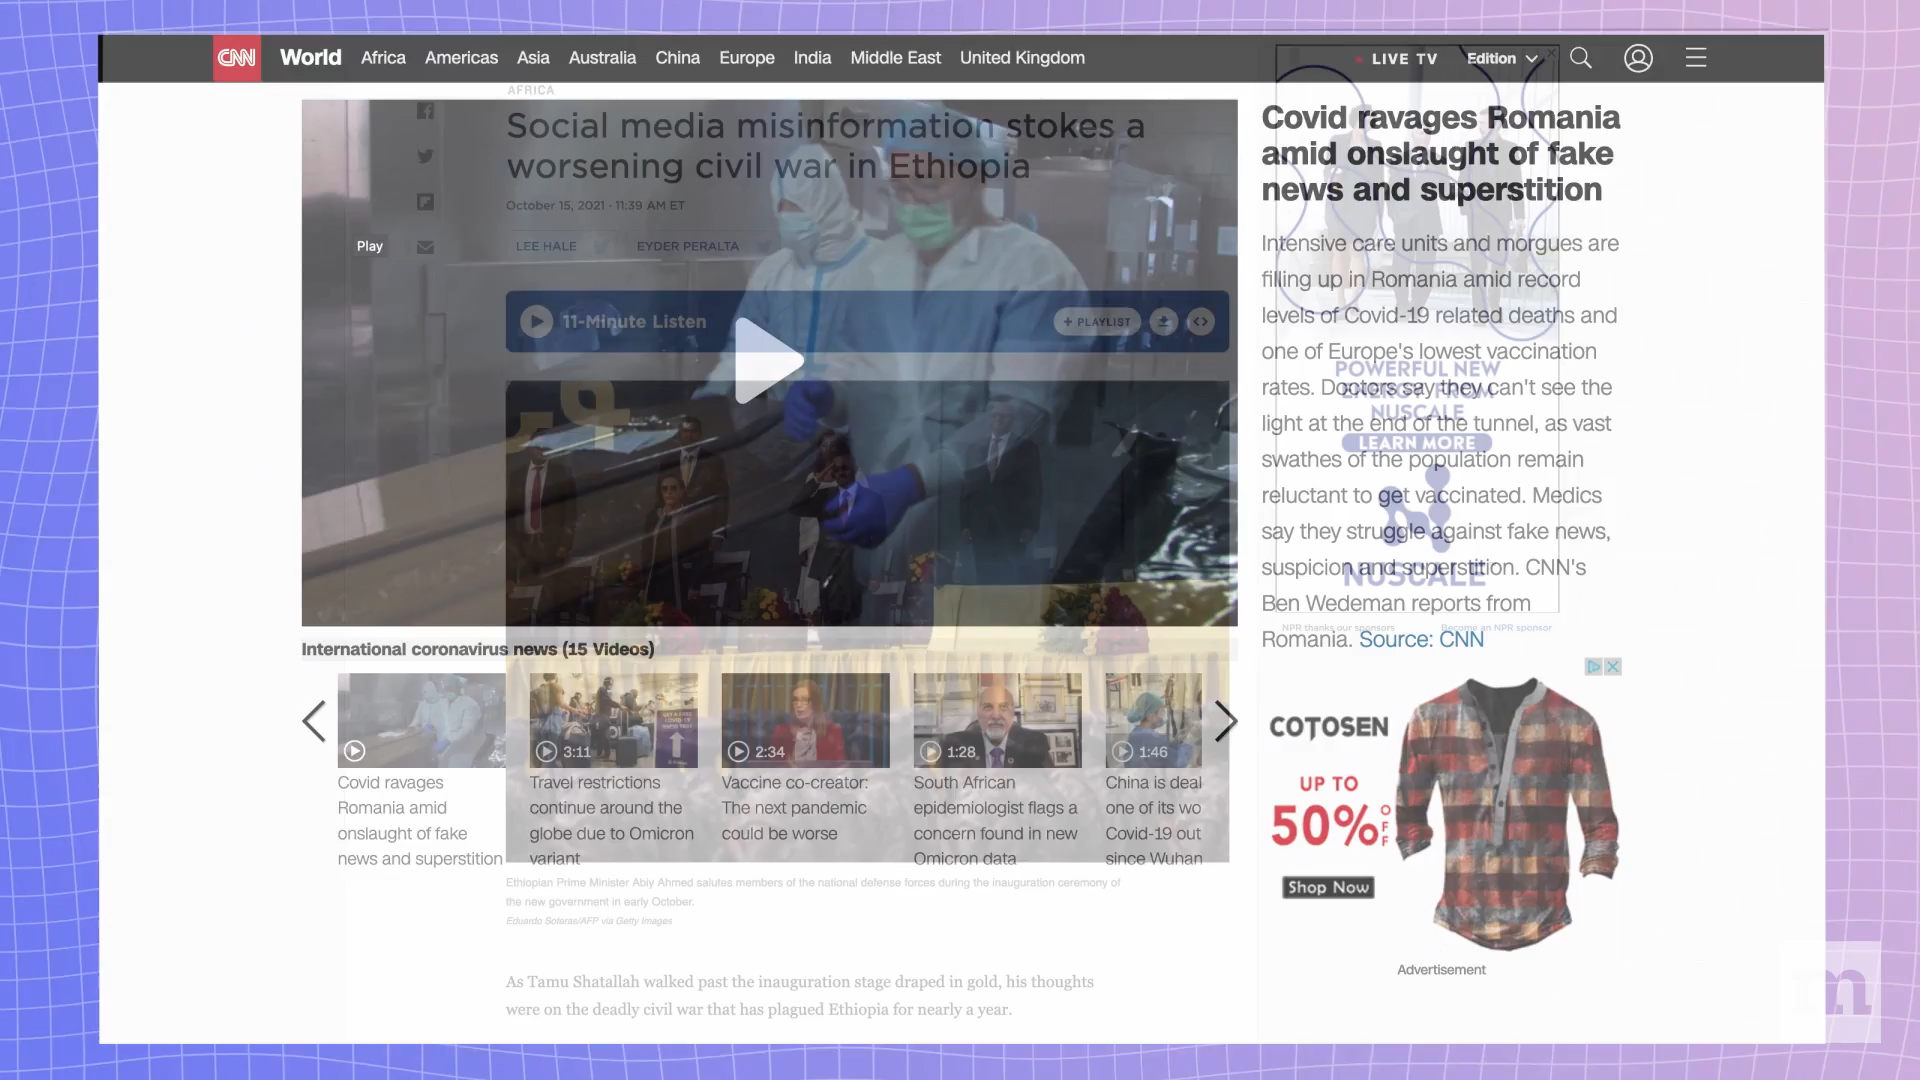 CNN World Africa Americas Asia Australia China Europe India Middle East United Kingdom LIVE TV Edition
AFRICA
Social media misinformation stokes a
worsening civil war in Ethiopia
October 15, 2021 · 11:39 AM ET
LEE HALE EYDER PERALTA
Play
11-Minute Listen
+ PLAYLIST
Covid ravages Romania
amid onslaught of fake
news and superstition
Intensive care units and morgues are
filling up in Romania amid record
levels of Covid-19 related deaths and
one of Europe's lowest vaccination
rates. Doctors say they can't see the
light at the end of the tunnel, as vast
swathes of the population remain
reluctant to get vaccinated. Medics
say they struggle against fake news,
suspicion and superstition. CNN's
Ben Wedeman reports from
Romania. Source: CNN
POWERFUL NEW
ENERGY FROM
NUSCALE
LEARN MORE
NUSCALE
NPR thanks our sponsors Become an NPR sponsor
International coronavirus news (15 Videos)
Covid ravages
Romania amid
onslaught of fake
news and superstition
3:11
Travel restrictions
continue around the
globe due to Omicron
variant
2:34
Vaccine co-creator:
The next pandemic
could be worse
1:28
South African
epidemiologist flags a
concern found in new
Omicron data
1:46
China is deal
one of its wo
Covid-19 out
since Wuhan
COTOSEN
UP TO
50% OFF
Shop Now
Advertisement
Ethiopian Prime Minister Abiy Ahmed salutes members of the national defense forces during the inauguration ceremony of
the new government in early October.
Eduardo Soteras/AFP via Getty Images
As Tamu Shatallah walked past the inauguration stage draped in gold, his thoughts
were on the deadly civil war that has plagued Ethiopia for nearly a year.
m